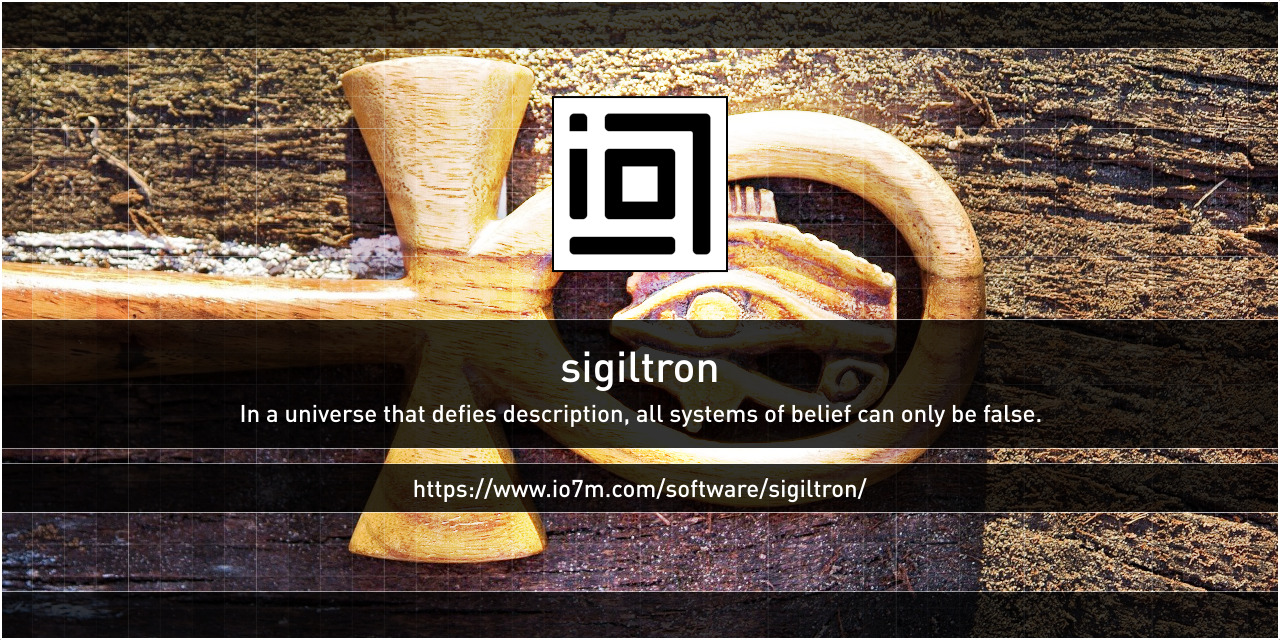 io7
sigiltron
In a universe that defies description, all systems of belief can only be false.
https://www.io7m.com/software/sigiltron/